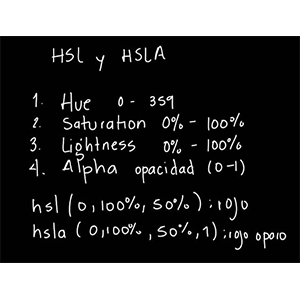 HSL y HSLA
1. Hue 0 - 359
2. Saturation 0% - 100%
3. Lightness 0% - 100%
4. Alpha opacidad (0-1)
hsl (0,100%, 50%) : rojo
hsla (0,100%, 50%, 1) : rojo opaco